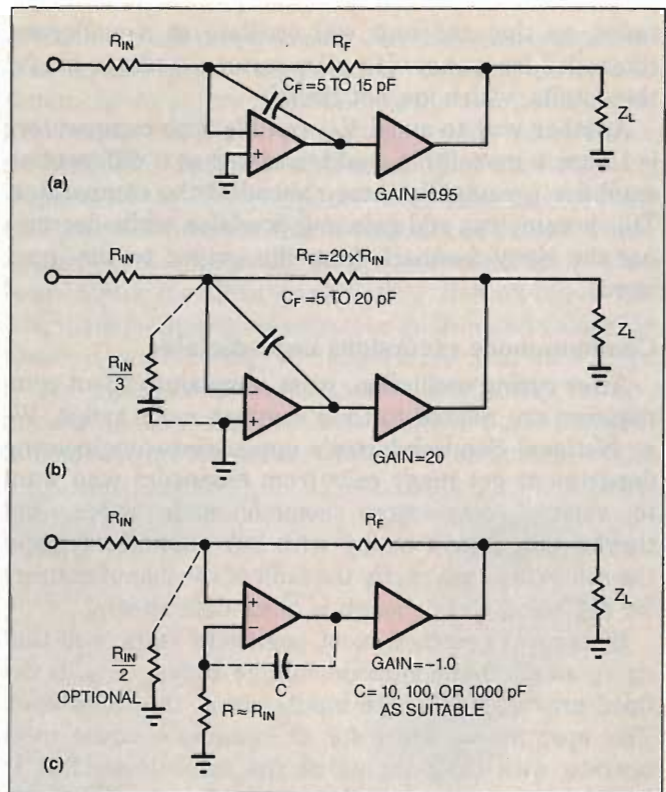 R_IN
R_F
C_F=5 TO 15 pF
-
+
Z_L
GAIN=0.95
(a)
R_IN
R_F=20×R_IN
C_F=5 TO 20 pF
R_IN
3
-
+
Z_L
GAIN=20
(b)
R_IN
R_F
+
-
Z_L
R_IN
2
OPTIONAL
C
GAIN=-1.0
C=10, 100, OR 1000 pF
AS SUITABLE
R≈R_IN
(c)